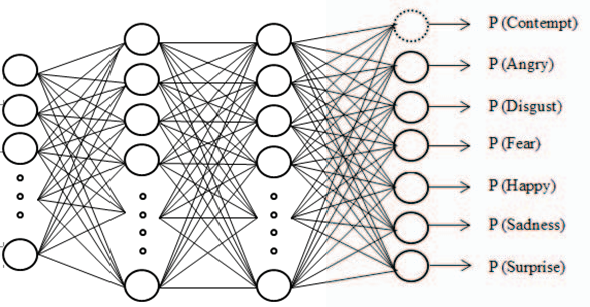 P (Contempt)
P (Angry)
P (Disgust)
P (Fear)
P (Happy)
P (Sadness)
P (Surprise)